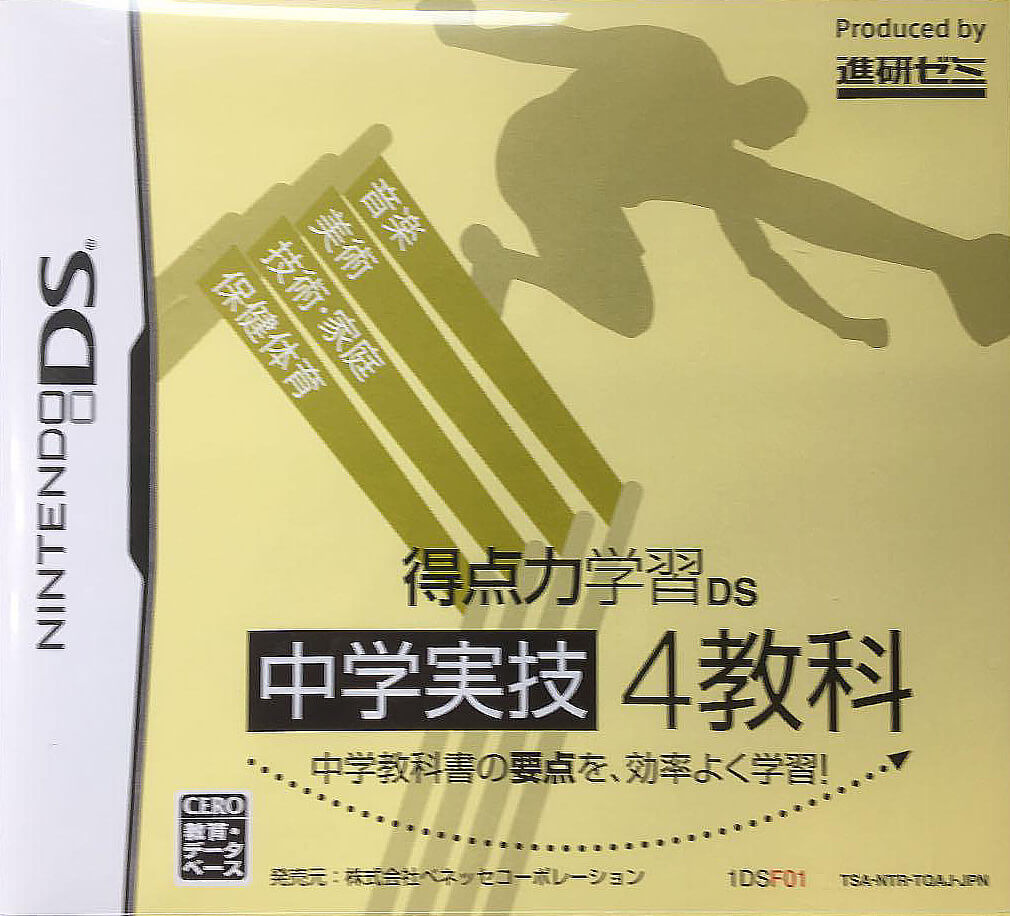 Produced by
進研ゼミ
NINTENDO DS
音楽
美術
技術・家庭
保健体育
得点力学習DS
中学実技 4教科
中学教科書の要点を、効率よく学習!
CERO
教育・
データ
ベース
発売元：株式会社ベネッセコーポレーション
1DSF01
TSA-NTR-TQAJ-JPN